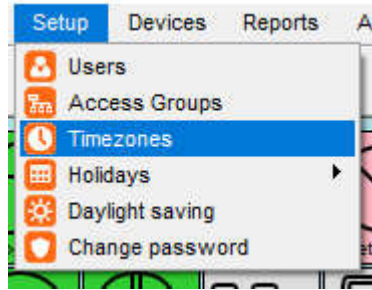 Setup Devices Reports A
Users
Access Groups
Timezones
Holidays
Daylight saving
Change password